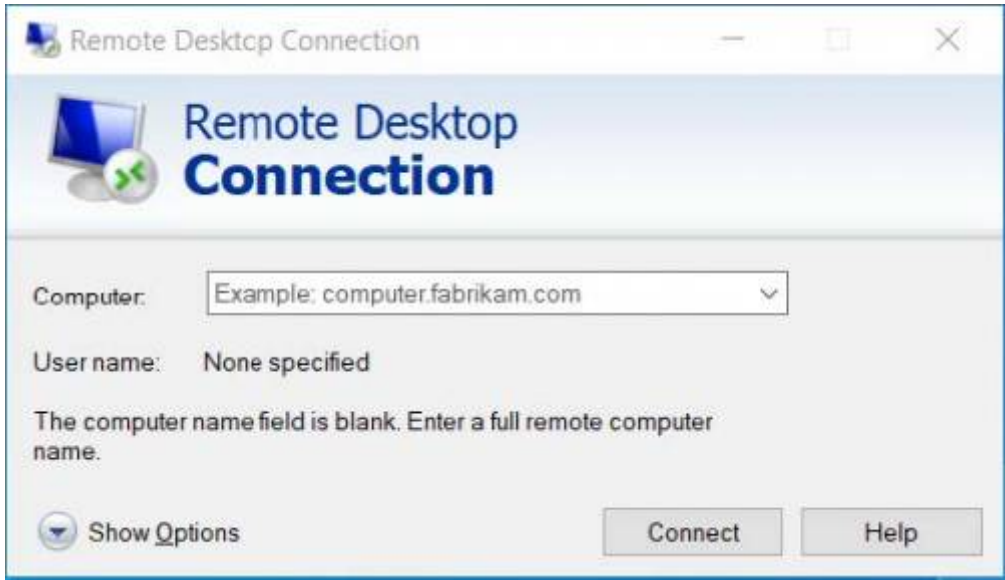 Remote Desktop Connection
Remote Desktop
Connection
Computer:
Example: computer.fabrikam.com
User name: None specified
The computer name field is blank. Enter a full remote computer
name.
Show Options
Connect
Help